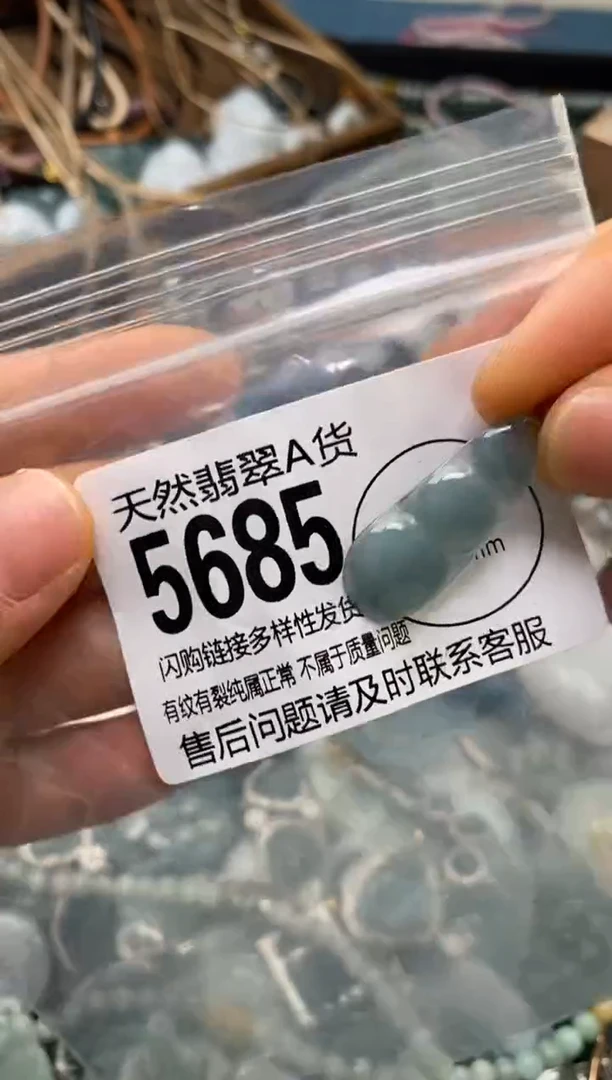 天然翡翠A货
5685
闪购链接多样性发货
有纹有裂纯属正常 不属于质量问题
售后问题请及时联系客服